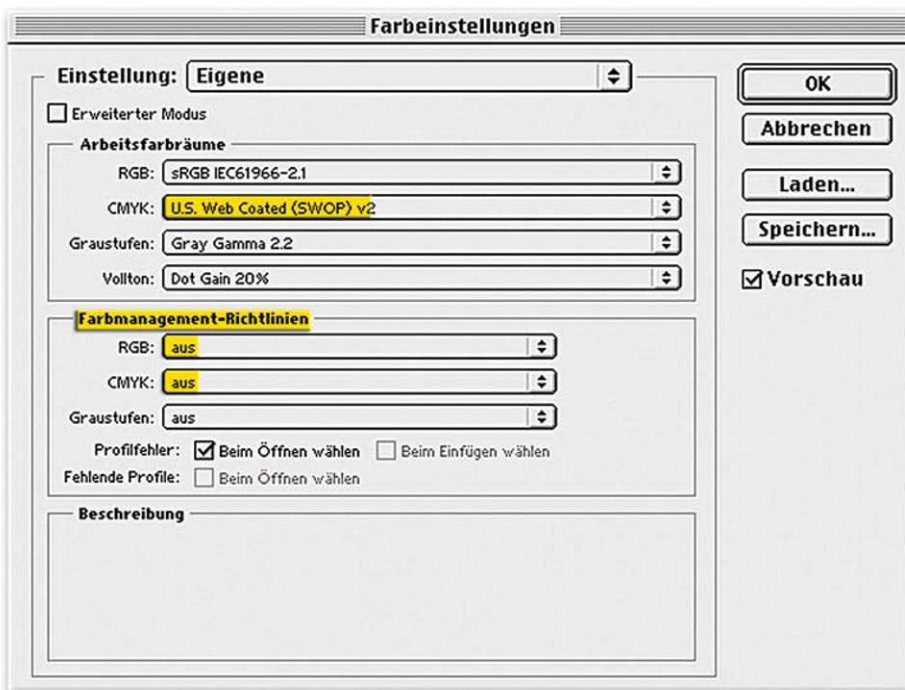 Farbeinstellungen
Einstellung: Eigene
Erweiterter Modus
Arbeitsfarbräume
RGB: sRGB IEC61966-2.1
CMYK: U.S. Web Coated (SWOP) v2
Graustufen: Gray Gamma 2.2
Vollton: Dot Gain 20%
Farbmanagement-Richtlinien
RGB: aus
CMYK: aus
Graustufen: aus
Profilfehler: Beim Öffnen wählen Beim Einfügen wählen
Fehlende Profile: Beim Öffnen wählen
Beschreibung
OK
Abbrechen
Laden...
Speichern...
Vorschau